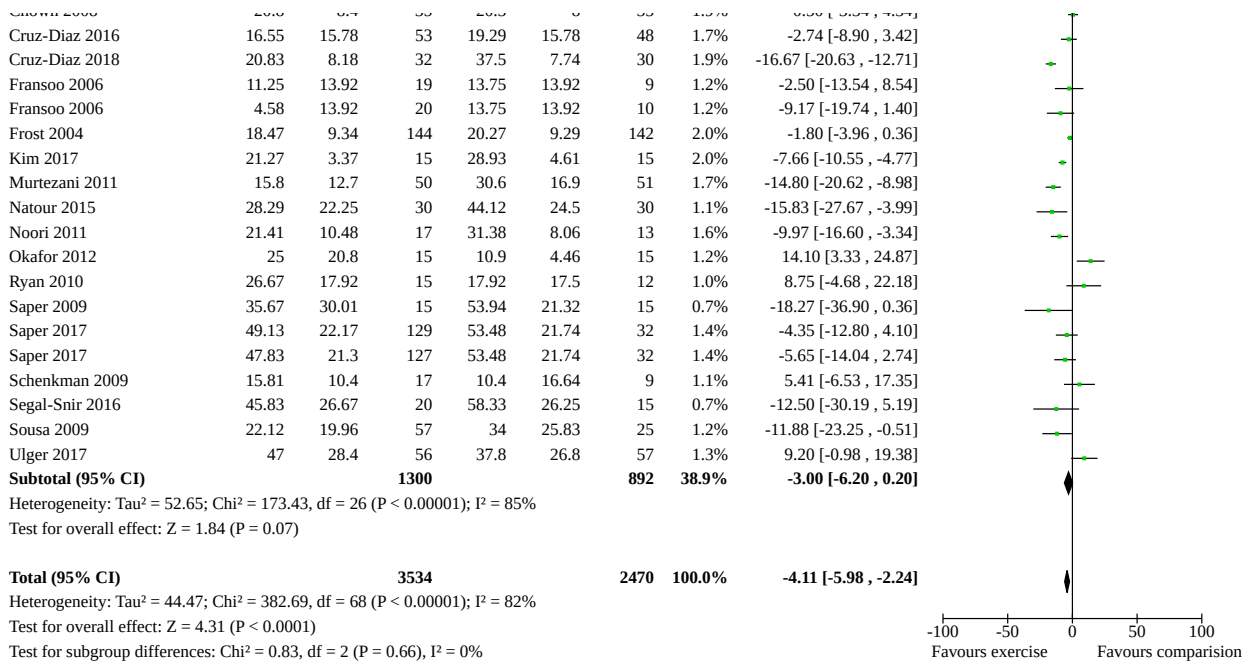 Cruz-Diaz 2016 16.55 15.78 53 19.29 15.78 48 1.7% -2.74 [-8.90 , 3.42]
Cruz-Diaz 2018 20.83 8.18 32 37.5 7.74 30 1.9% -16.67 [-20.63 , -12.71]
Fransoo 2006 11.25 13.92 19 13.75 13.92 9 1.2% -2.50 [-13.54 , 8.54]
Fransoo 2006 4.58 13.92 20 13.75 13.92 10 1.2% -9.17 [-19.74 , 1.40]
Frost 2004 18.47 9.34 144 20.27 9.29 142 2.0% -1.80 [-3.96 , 0.36]
Kim 2017 21.27 3.37 15 28.93 4.61 15 2.0% -7.66 [-10.55 , -4.77]
Murtezani 2011 15.8 12.7 50 30.6 16.9 51 1.7% -14.80 [-20.62 , -8.98]
Natour 2015 28.29 22.25 30 44.12 24.5 30 1.1% -15.83 [-27.67 , -3.99]
Noori 2011 21.41 10.48 17 31.38 8.06 13 1.6% -9.97 [-16.60 , -3.34]
Okafor 2012 25 20.8 15 10.9 4.46 15 1.2% 14.10 [3.33 , 24.87]
Ryan 2010 26.67 17.92 15 17.92 17.5 12 1.0% 8.75 [-4.68 , 22.18]
Saper 2009 35.67 30.01 15 53.94 21.32 15 0.7% -18.27 [-36.90 , 0.36]
Saper 2017 49.13 22.17 129 53.48 21.74 32 1.4% -4.35 [-12.80 , 4.10]
Saper 2017 47.83 21.3 127 53.48 21.74 32 1.4% -5.65 [-14.04 , 2.74]
Schenkman 2009 15.81 10.4 17 10.4 16.64 9 1.1% 5.41 [-6.53 , 17.35]
Segal-Snir 2016 45.83 26.67 20 58.33 26.25 15 0.7% -12.50 [-30.19 , 5.19]
Sousa 2009 22.12 19.96 57 34 25.83 25 1.2% -11.88 [-23.25 , -0.51]
Ulger 2017 47 28.4 56 37.8 26.8 57 1.3% 9.20 [-0.98 , 19.38]
Subtotal (95% CI) 1300 892 38.9% -3.00 [-6.20 , 0.20]
Heterogeneity: Tau² = 52.65; Chi² = 173.43, df = 26 (P < 0.00001); I² = 85%
Test for overall effect: Z = 1.84 (P = 0.07)
Total (95% CI) 3534 2470 100.0% -4.11 [-5.98 , -2.24]
Heterogeneity: Tau² = 44.47; Chi² = 382.69, df = 68 (P < 0.00001); I² = 82%
Test for overall effect: Z = 4.31 (P < 0.0001)
Test for subgroup differences: Chi² = 0.83, df = 2 (P = 0.66), I² = 0%
-100 -50 0 50 100
Favours exercise Favours comparision